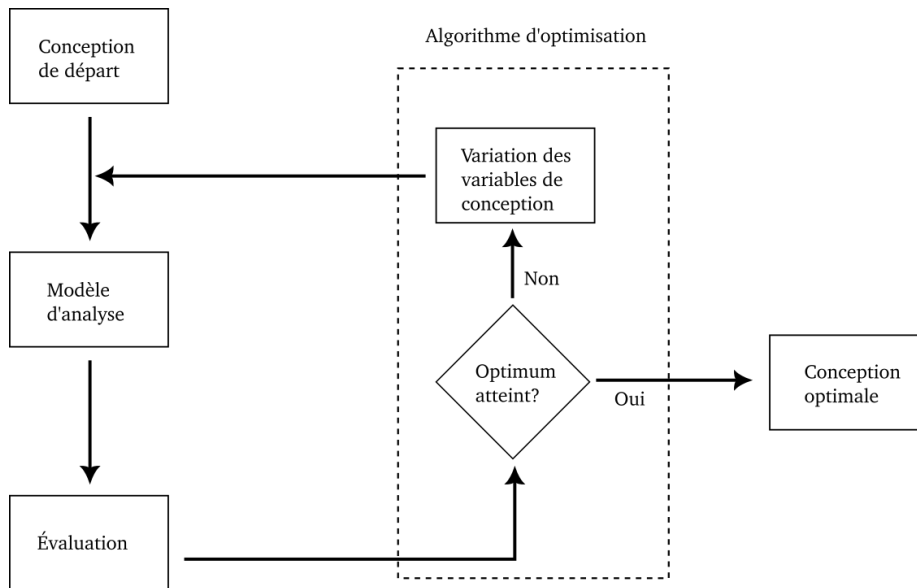 Conception
de départ
Algorithme d'optimisation
Variation des
variables de
conception
Modèle
d'analyse
Non
Optimum
atteint?
Oui
Conception
optimale
Évaluation